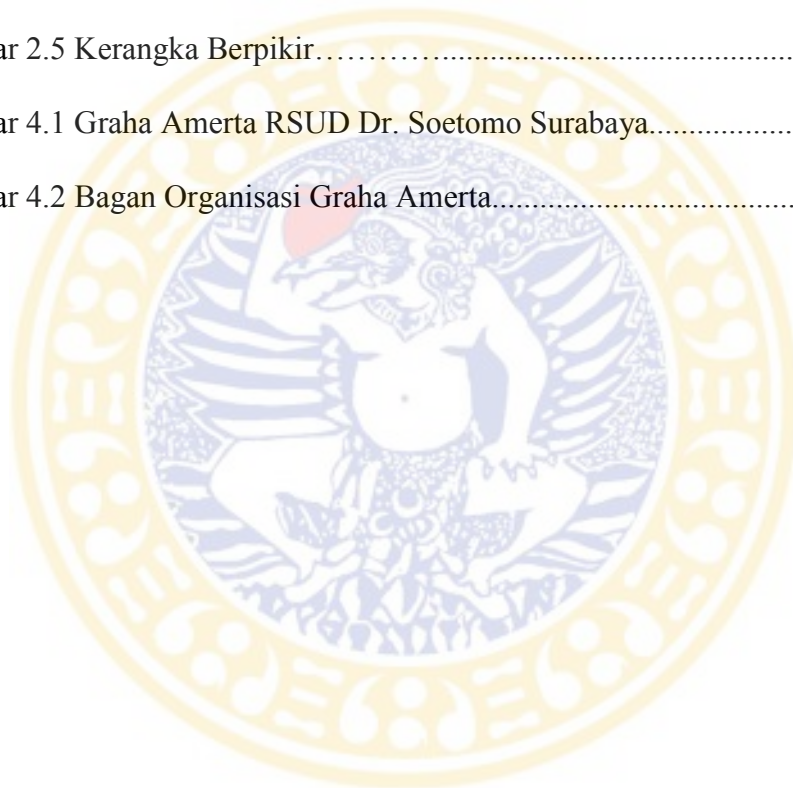 ar 2.5 Kerangka Berpikir…………...............................................
ar 4.1 Graha Amerta RSUD Dr. Soetomo Surabaya..................
ar 4.2 Bagan Organisasi Graha Amerta......................................